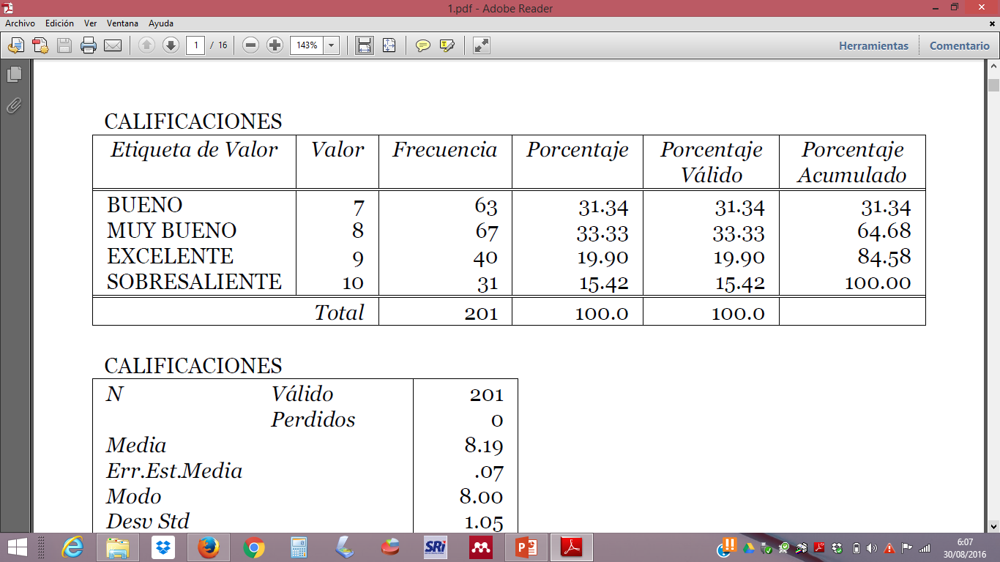 1.pdf - Adobe Reader
Archivo Edición Ver Ventana Ayuda
1 / 16 143% Herramientas Comentario
CALIFICACIONES
Etiqueta de Valor Valor Frecuencia Porcentaje Porcentaje Válido Porcentaje Acumulado
BUENO 7 63 31.34 31.34 31.34
MUY BUENO 8 67 33.33 33.33 64.68
EXCELENTE 9 40 19.90 19.90 84.58
SOBRESALIENTE 10 31 15.42 15.42 100.00
Total 201 100.0 100.0
CALIFICACIONES
N Válido 201
Perdidos 0
Media 8.19
Err.Est.Media .07
Modo 8.00
Desv Std 1.05
SRi
6:07
30/08/2016